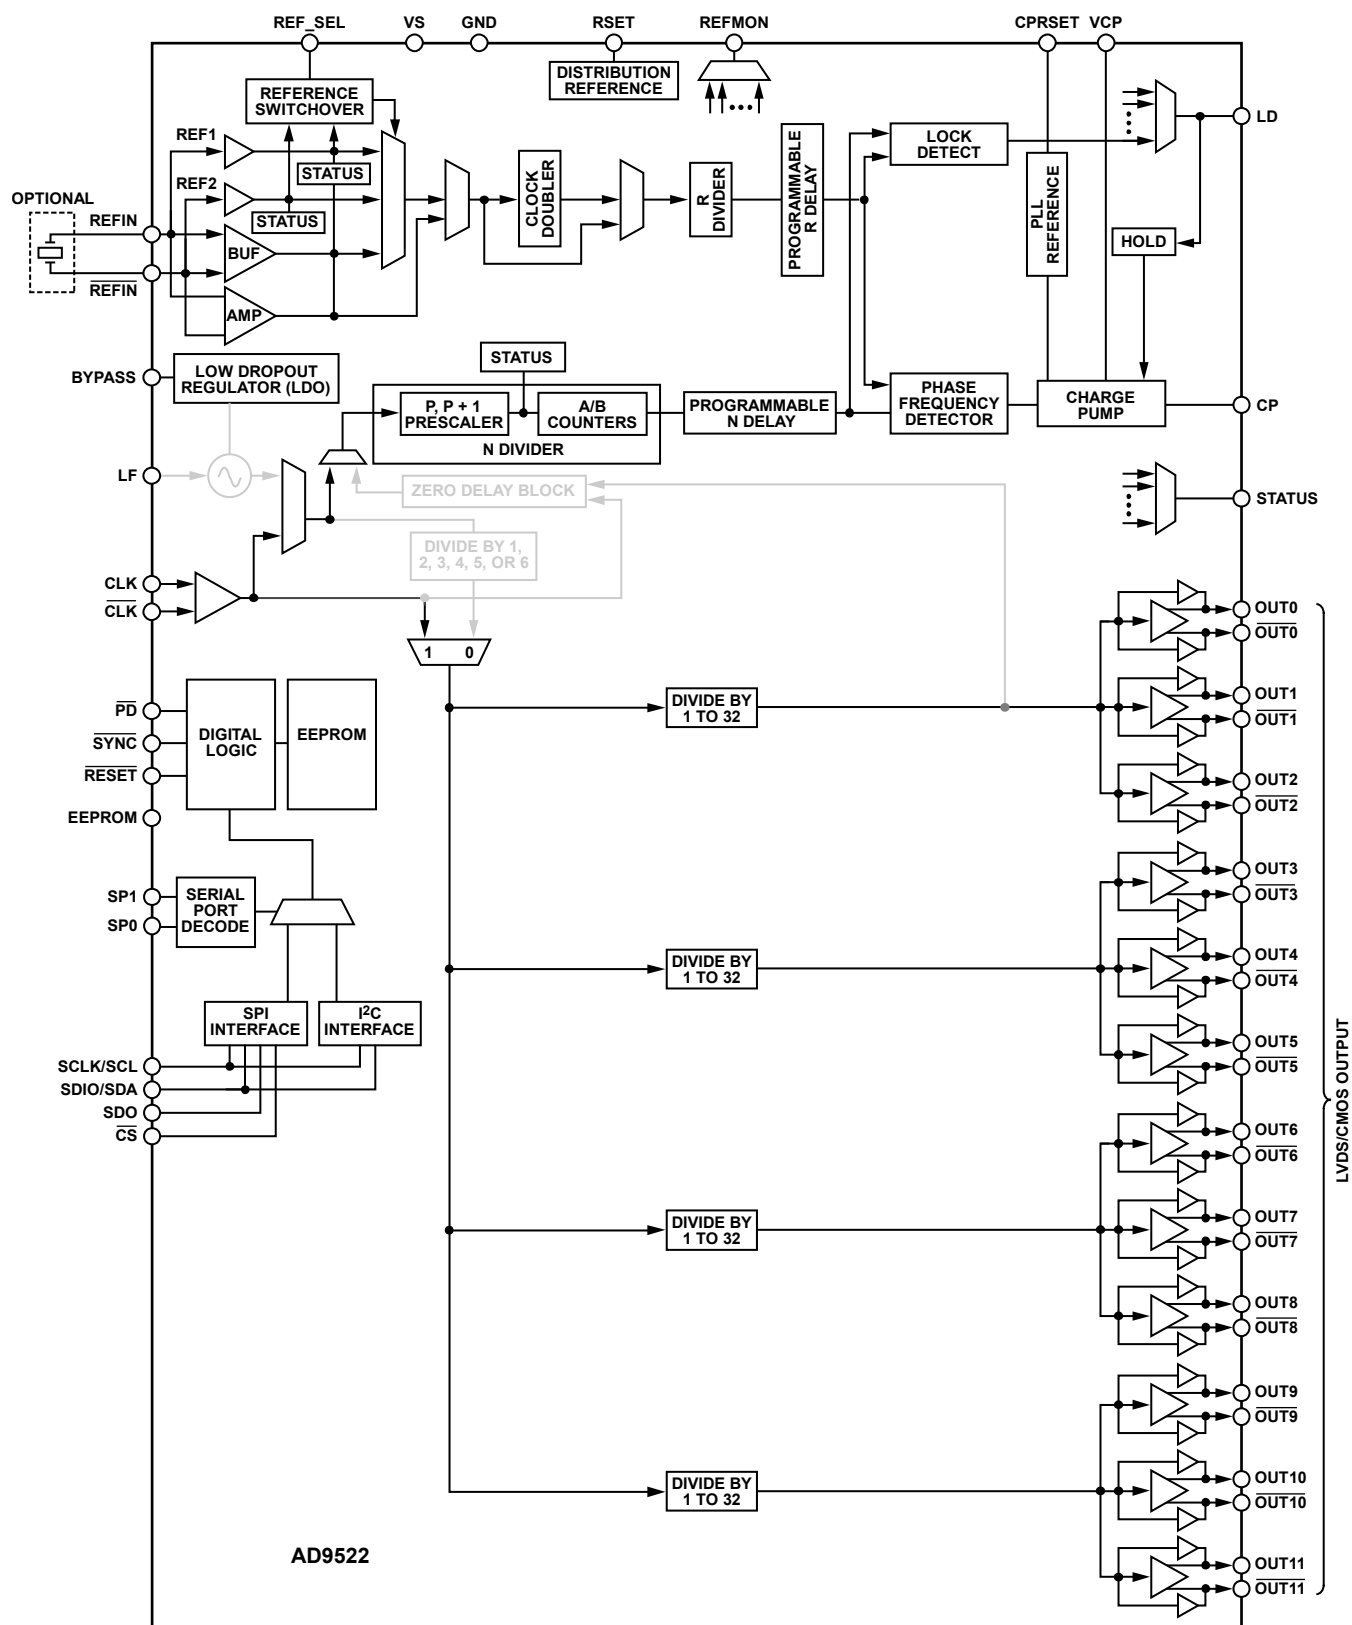 REF_SEL
VS
GND
RSET
REFMON
CPRSET
VCP
REFERENCE
SWITCHOVER
DISTRIBUTION
REFERENCE
LD
REF1
STATUS
REF2
STATUS
BUF
AMP
OPTIONAL
REFIN
REFIN
CLOCK
DOUBLER
R
DIVIDER
PROGRAMMABLE
R DELAY
LOCK
DETECT
PLL
REFERENCE
HOLD
BYPASS
LOW DROPOUT
REGULATOR (LDO)
STATUS
P, P + 1
PRESCALER
A/B
COUNTERS
N DIVIDER
PROGRAMMABLE
N DELAY
PHASE
FREQUENCY
DETECTOR
CHARGE
PUMP
CP
LF
ZERO DELAY BLOCK
STATUS
DIVIDE BY 1,
2, 3, 4, 5, OR 6
CLK
CLK
1 0
PD
SYNC
RESET
EEPROM
DIGITAL
LOGIC
EEPROM
SP1
SP0
SERIAL
PORT
DECODE
SPI
INTERFACE
I2C
INTERFACE
SCLK/SCL
SDIO/SDA
SDO
CS
DIVIDE BY
1 TO 32
DIVIDE BY
1 TO 32
DIVIDE BY
1 TO 32
DIVIDE BY
1 TO 32
OUT0
OUT0
OUT1
OUT1
OUT2
OUT2
OUT3
OUT3
OUT4
OUT4
OUT5
OUT5
OUT6
OUT6
OUT7
OUT7
OUT8
OUT8
OUT9
OUT9
OUT10
OUT10
OUT11
OUT11
LVDS/CMOS OUTPUT
AD9522